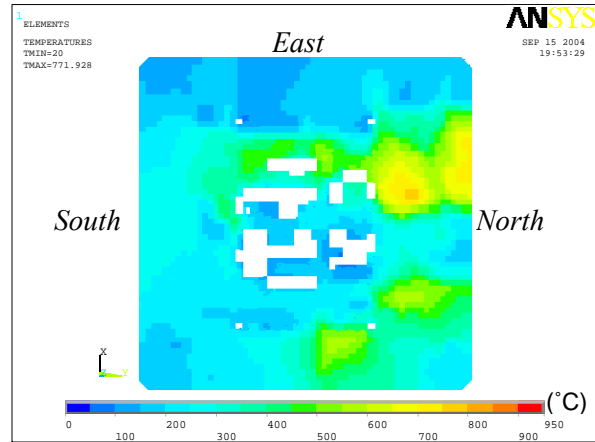 1
ELEMENTS
TEMPERATURES
TMIN=20
TMAX=771.928
ANSYS
SEP 15 2004
19:53:29
East
South
North
X
Y
(°C)
0 200 400 600 800 950
100 300 500 700 900